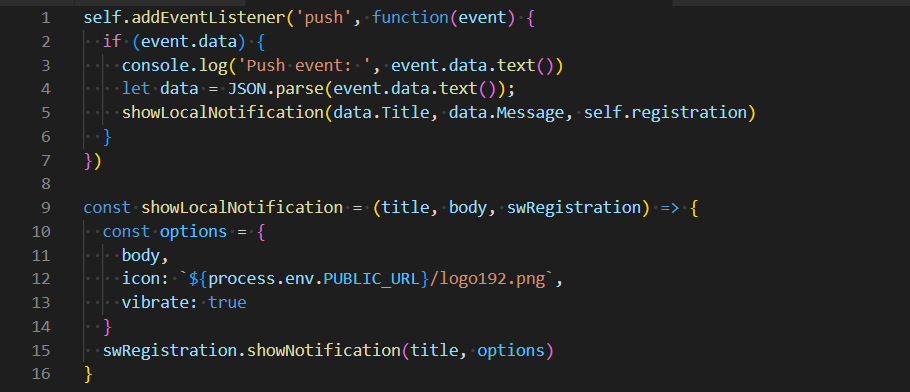 1 self.addEventListener('push', function(event) {
2   if (event.data) {
3     console.log('Push event: ', event.data.text())
4     let data = JSON.parse(event.data.text());
5     showLocalNotification(data.Title, data.Message, self.registration)
6   }
7 })
8
9 const showLocalNotification = (title, body, swRegistration) => {
10   const options = {
11     body,
12     icon: `${process.env.PUBLIC_URL}/logo192.png`,
13     vibrate: true
14   }
15   swRegistration.showNotification(title, options)
16 }